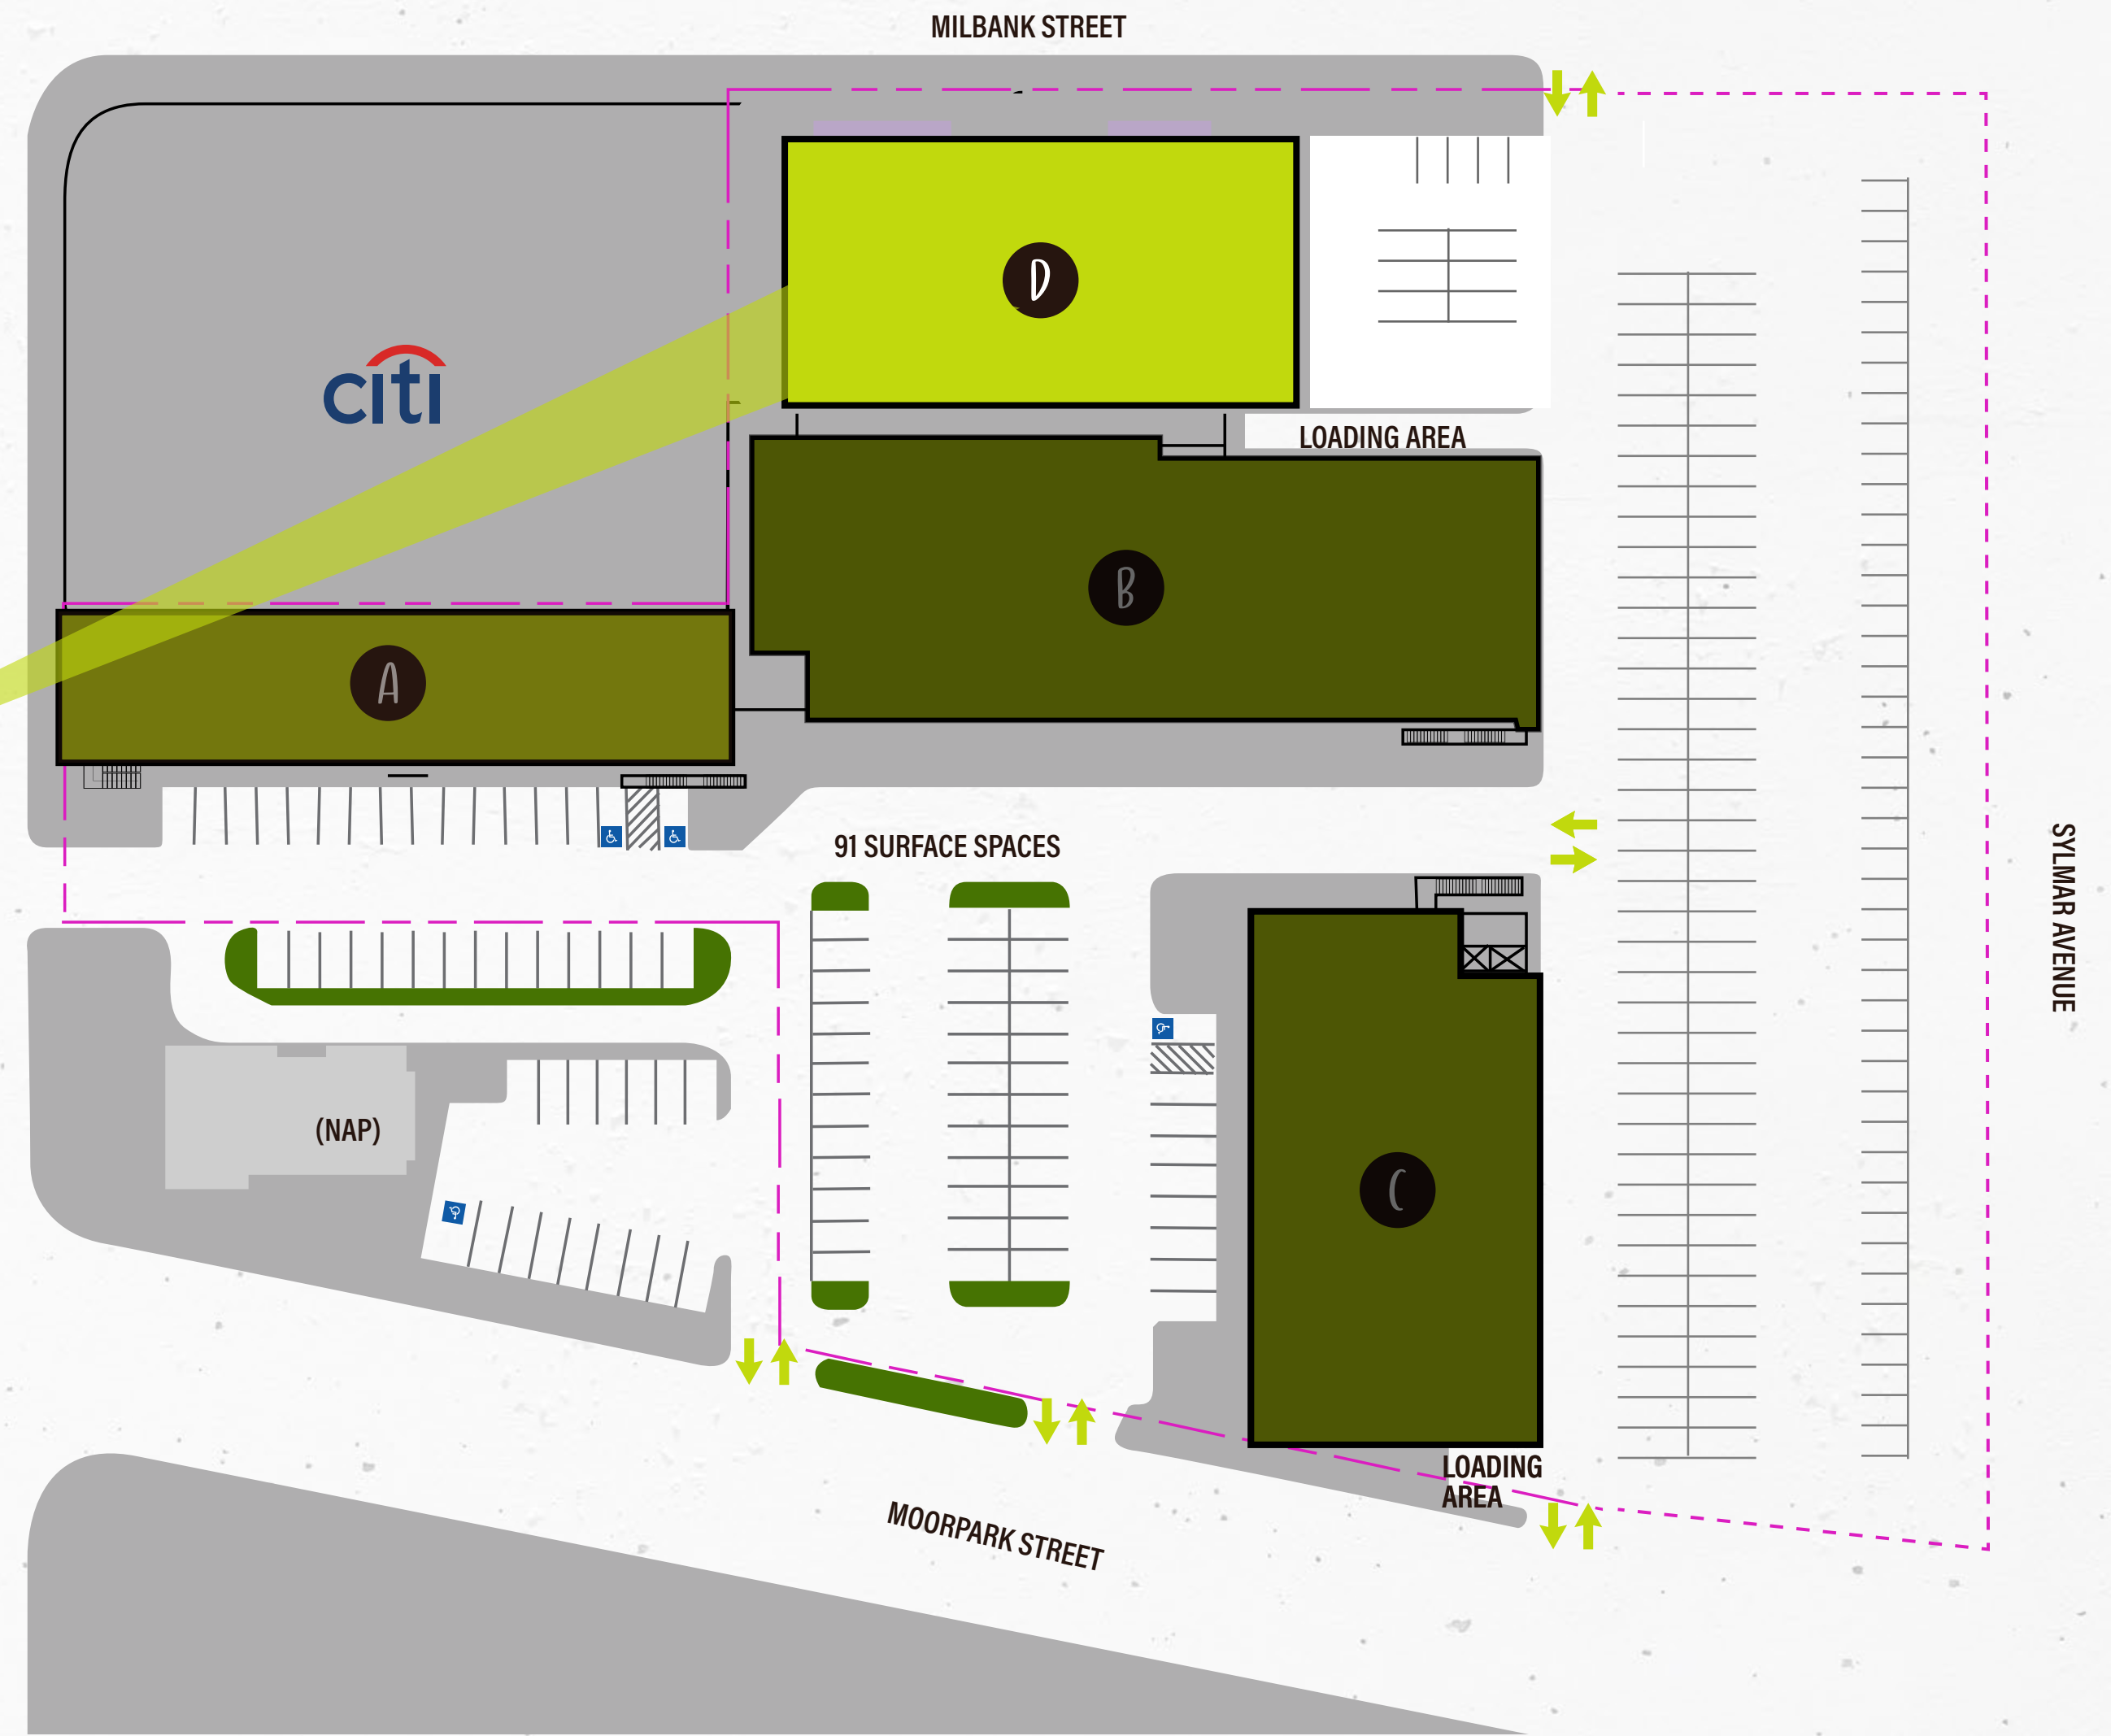 MILBANK STREET
D
citi
LOADING AREA
B
A
91 SURFACE SPACES
SYLMAR AVENUE
(NAP)
C
LOADING
AREA
MOORPARK STREET